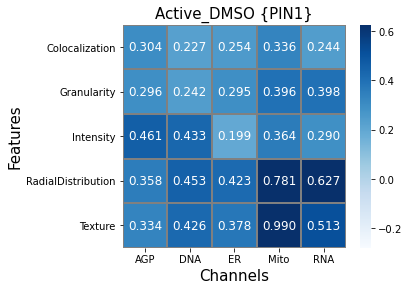 Active_DMSO {PIN1}
Features
Colocalization 0.304 0.227 0.254 0.336 0.244
Granularity 0.296 0.242 0.295 0.396 0.398
Intensity 0.461 0.433 0.199 0.364 0.290
RadialDistribution 0.358 0.453 0.423 0.781 0.627
Texture 0.334 0.426 0.378 0.990 0.513
AGP DNA ER Mito RNA
Channels
0.6
0.4
0.2
0.0
−0.2